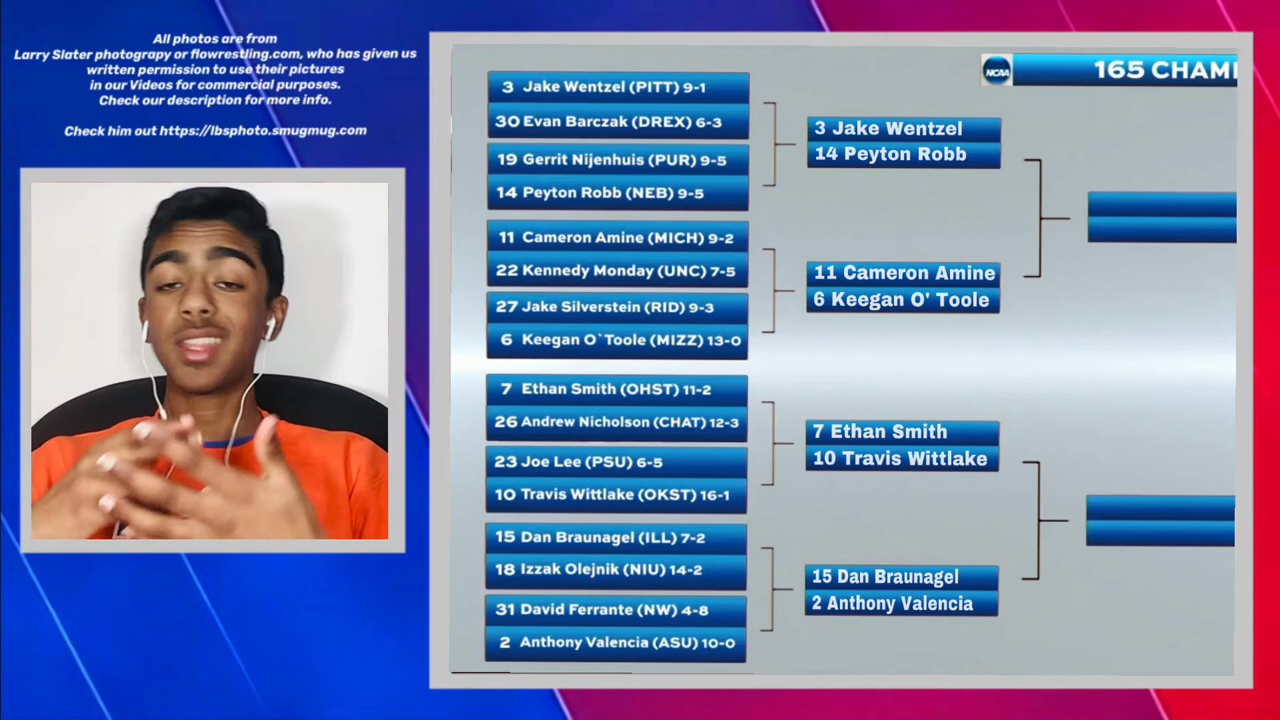 All photos are from
Larry Slater photograpy or flowrestling.com, who has given us
written permission to use their pictures
in our Videos for commercial purposes.
Check our description for more info.
Check him out https://lbsphoto.smugmug.com
NCAA 165 CHAMI
3 Jake Wentzel (PITT) 9-1
30 Evan Barczak (DREX) 6-3
19 Gerrit Nijenhuis (PUR) 9-5
14 Peyton Robb (NEB) 9-5
11 Cameron Amine (MICH) 9-2
22 Kennedy Monday (UNC) 7-5
27 Jake Silverstein (RID) 9-3
6 Keegan O`Toole (MIZZ) 13-0
7 Ethan Smith (OHST) 11-2
26 Andrew Nicholson (CHAT) 12-3
23 Joe Lee (PSU) 6-5
10 Travis Wittlake (OKST) 16-1
15 Dan Braunagel (ILL) 7-2
18 Izzak Olejnik (NIU) 14-2
31 David Ferrante (NW) 4-8
2 Anthony Valencia (ASU) 10-0
3 Jake Wentzel
14 Peyton Robb
11 Cameron Amine
6 Keegan O' Toole
7 Ethan Smith
10 Travis Wittlake
15 Dan Braunagel
2 Anthony Valencia